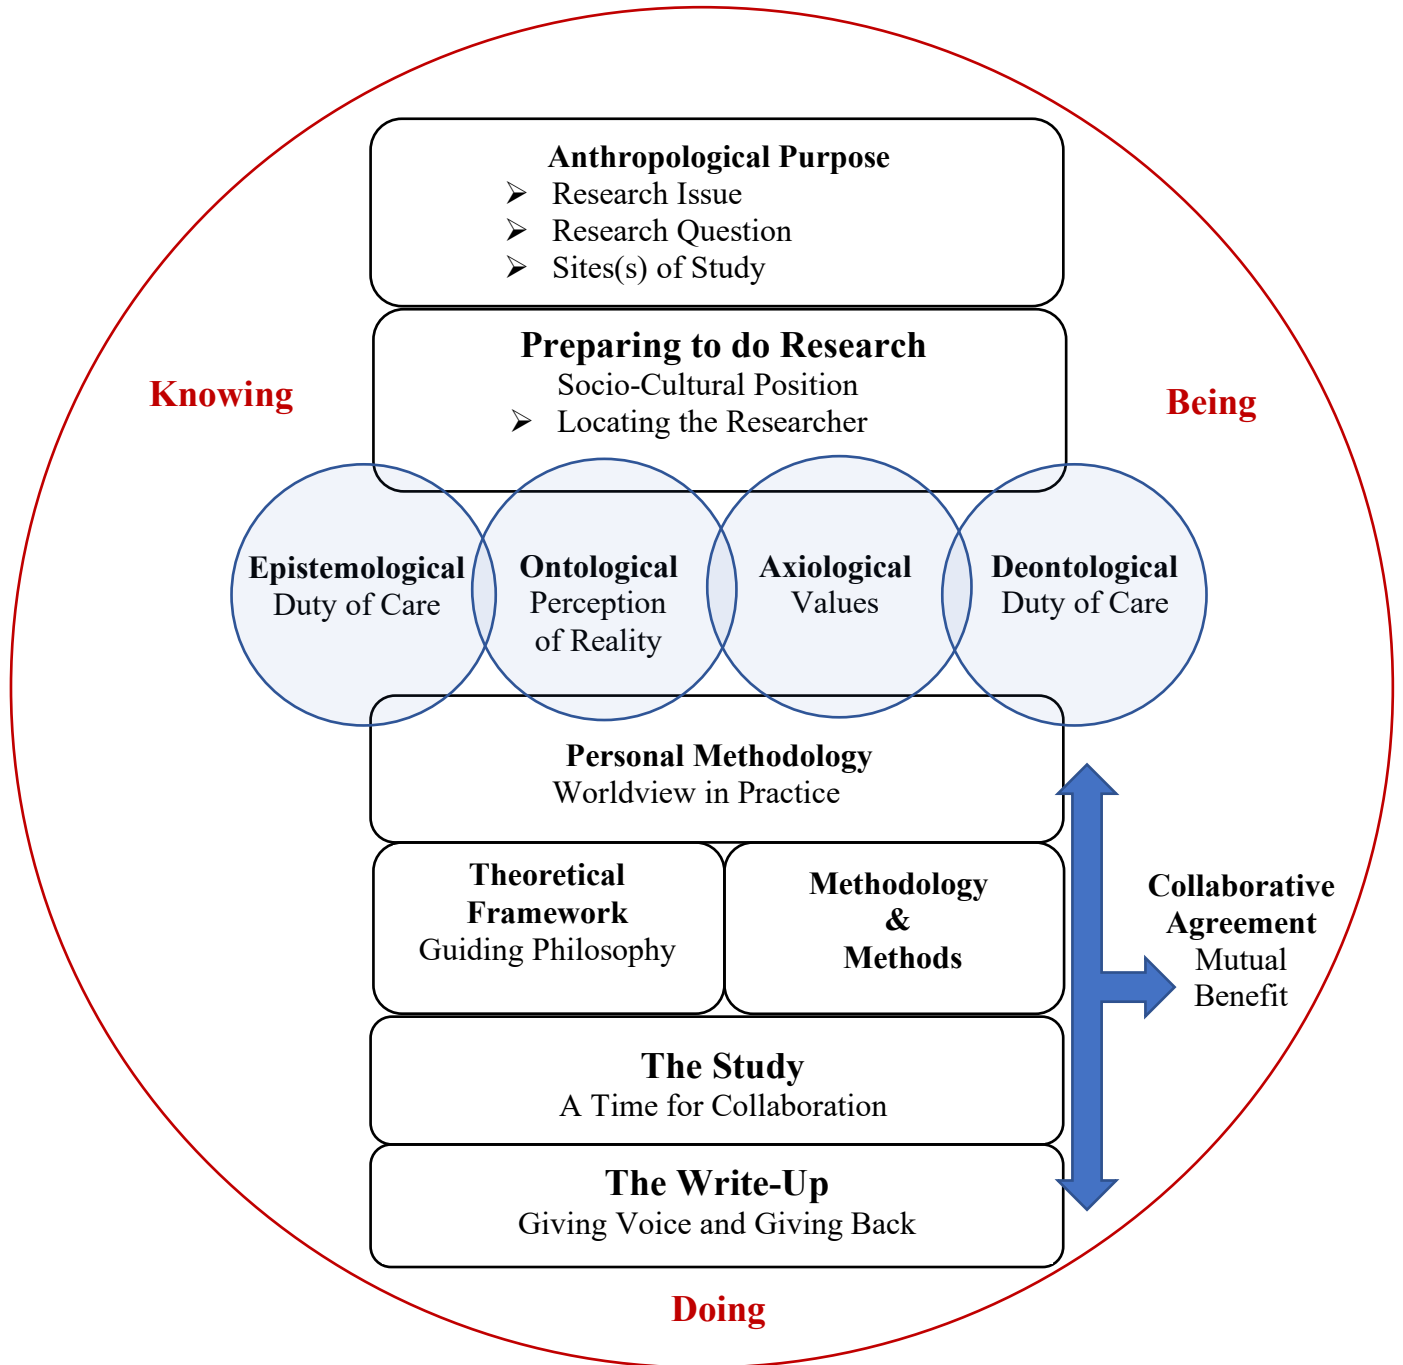 Anthropological Purpose
➢ Research Issue
➢ Research Question
➢ Sites(s) of Study
Preparing to do Research
Socio-Cultural Position
➢ Locating the Researcher
Knowing
Being
Epistemological
Duty of Care
Ontological
Perception
of Reality
Axiological
Values
Deontological
Duty of Care
Personal Methodology
Worldview in Practice
Theoretical
Framework
Guiding Philosophy
Methodology
&
Methods
Collaborative
Agreement
Mutual
Benefit
The Study
A Time for Collaboration
The Write-Up
Giving Voice and Giving Back
Doing